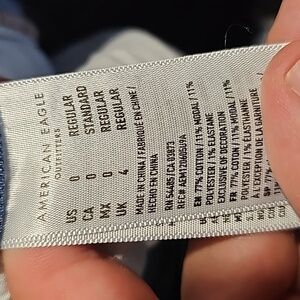 AMERICAN EAGLE
OUTFITTERS
US 0 REGULAR
CA 0 STANDARD
MX 0 REGULAR
UK 4 REGULAR
MADE IN CHINA / FABRIQUÉ EN CHINE /
HECHO EN CHINA
RN 54485 / CA 03873
EN 77% COTTON / 11% MODAL / 11%
POLYESTER / 1% ELASTANE
EXCLUSIVE OF DECORATION
FR 77% COTON / 11% MODAL / 11%
POLYESTER / 1% ÉLASTHANNE
À L'EXCEPTION DE LA GARNITURE